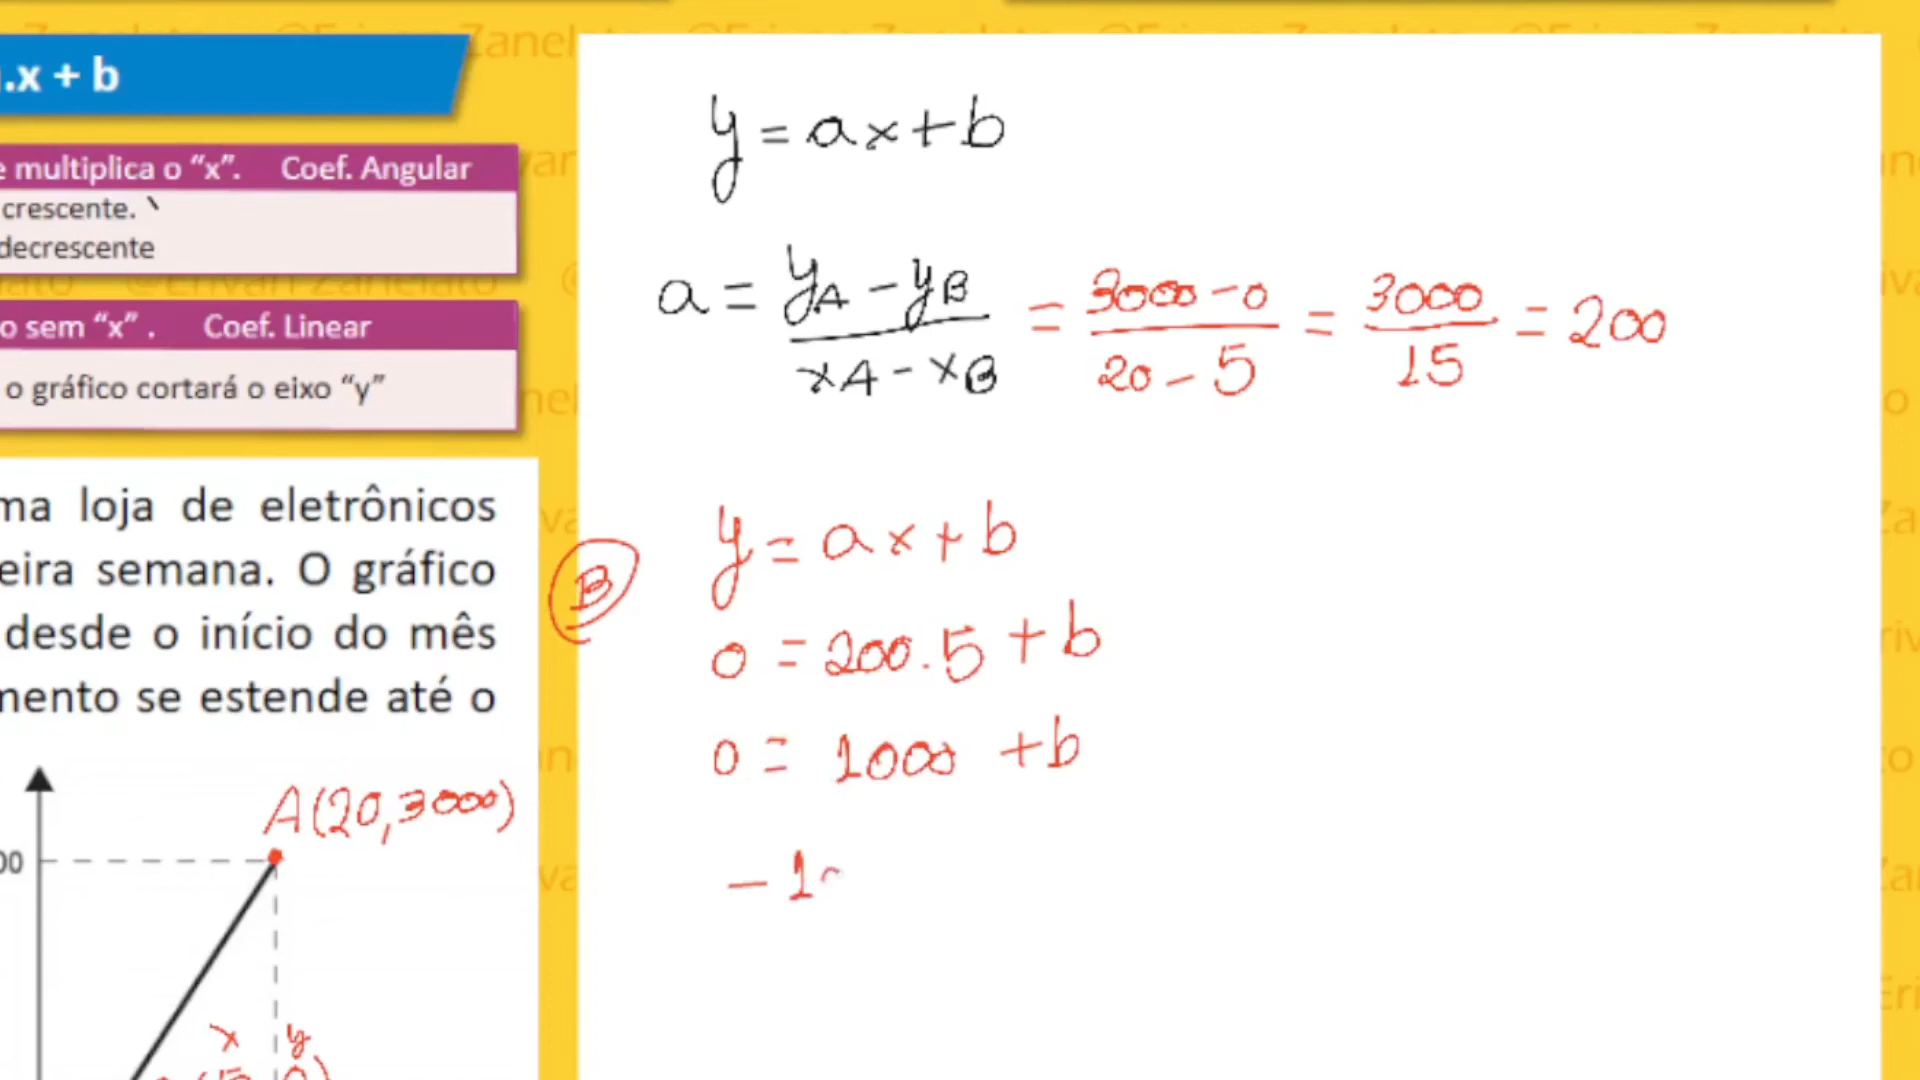 .x + b
e multiplica o “x”. Coef. Angular
crescente.
decrescente
o sem “x” . Coef. Linear
o gráfico cortará o eixo “y”
ma loja de eletrônicos
eira semana. O gráfico
desde o início do mês
mento se estende até o
A(20,3000)
00
x y
y = ax+b
a = yA - yB / xA - xB = 3000 - 0 / 20 - 5 = 3000 / 15 = 200
B
y = ax + b
0 = 200.5 + b
0 = 1000 + b
- 1